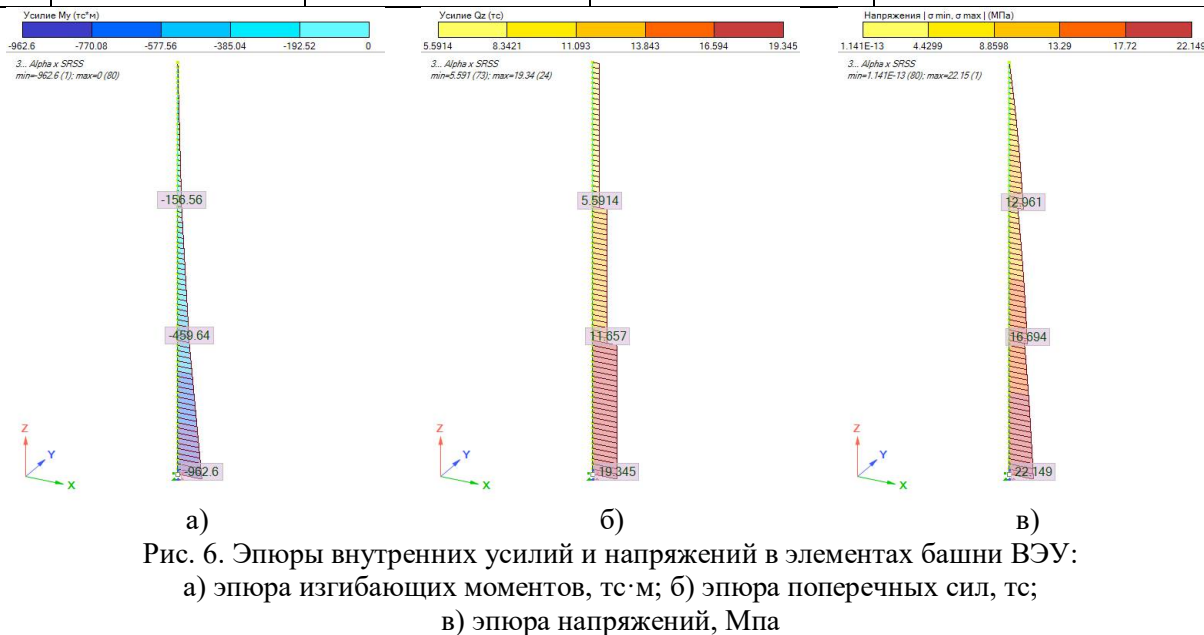 Усилие My (тс*м)
-962.6 -770.08 -577.56 -385.04 -192.52 0
3... Alpha x SRSS
min=-962.6 (1); max=0 (80)
-156.56
-459.64
-962.6
Z
Y
X
а)
Усилие Qz (тс)
5.5914 8.3421 11.093 13.843 16.594 19.345
3... Alpha x SRSS
min=5.591 (73); max=19.34 (24)
5.5914
11.657
19.345
Z
Y
X
б)
Напряжения | σ min, σ max | (МПа)
1.141E-13 4.4299 8.8598 13.29 17.72 22.149
3... Alpha x SRSS
min=1.141E-13 (80); max=22.15 (1)
12.961
16.694
22.149
Z
Y
X
в)
Рис. 6. Эпюры внутренних усилий и напряжений в элементах башни ВЭУ:
а) эпюра изгибающих моментов, тс·м; б) эпюра поперечных сил, тс;
в) эпюра напряжений, Мпа